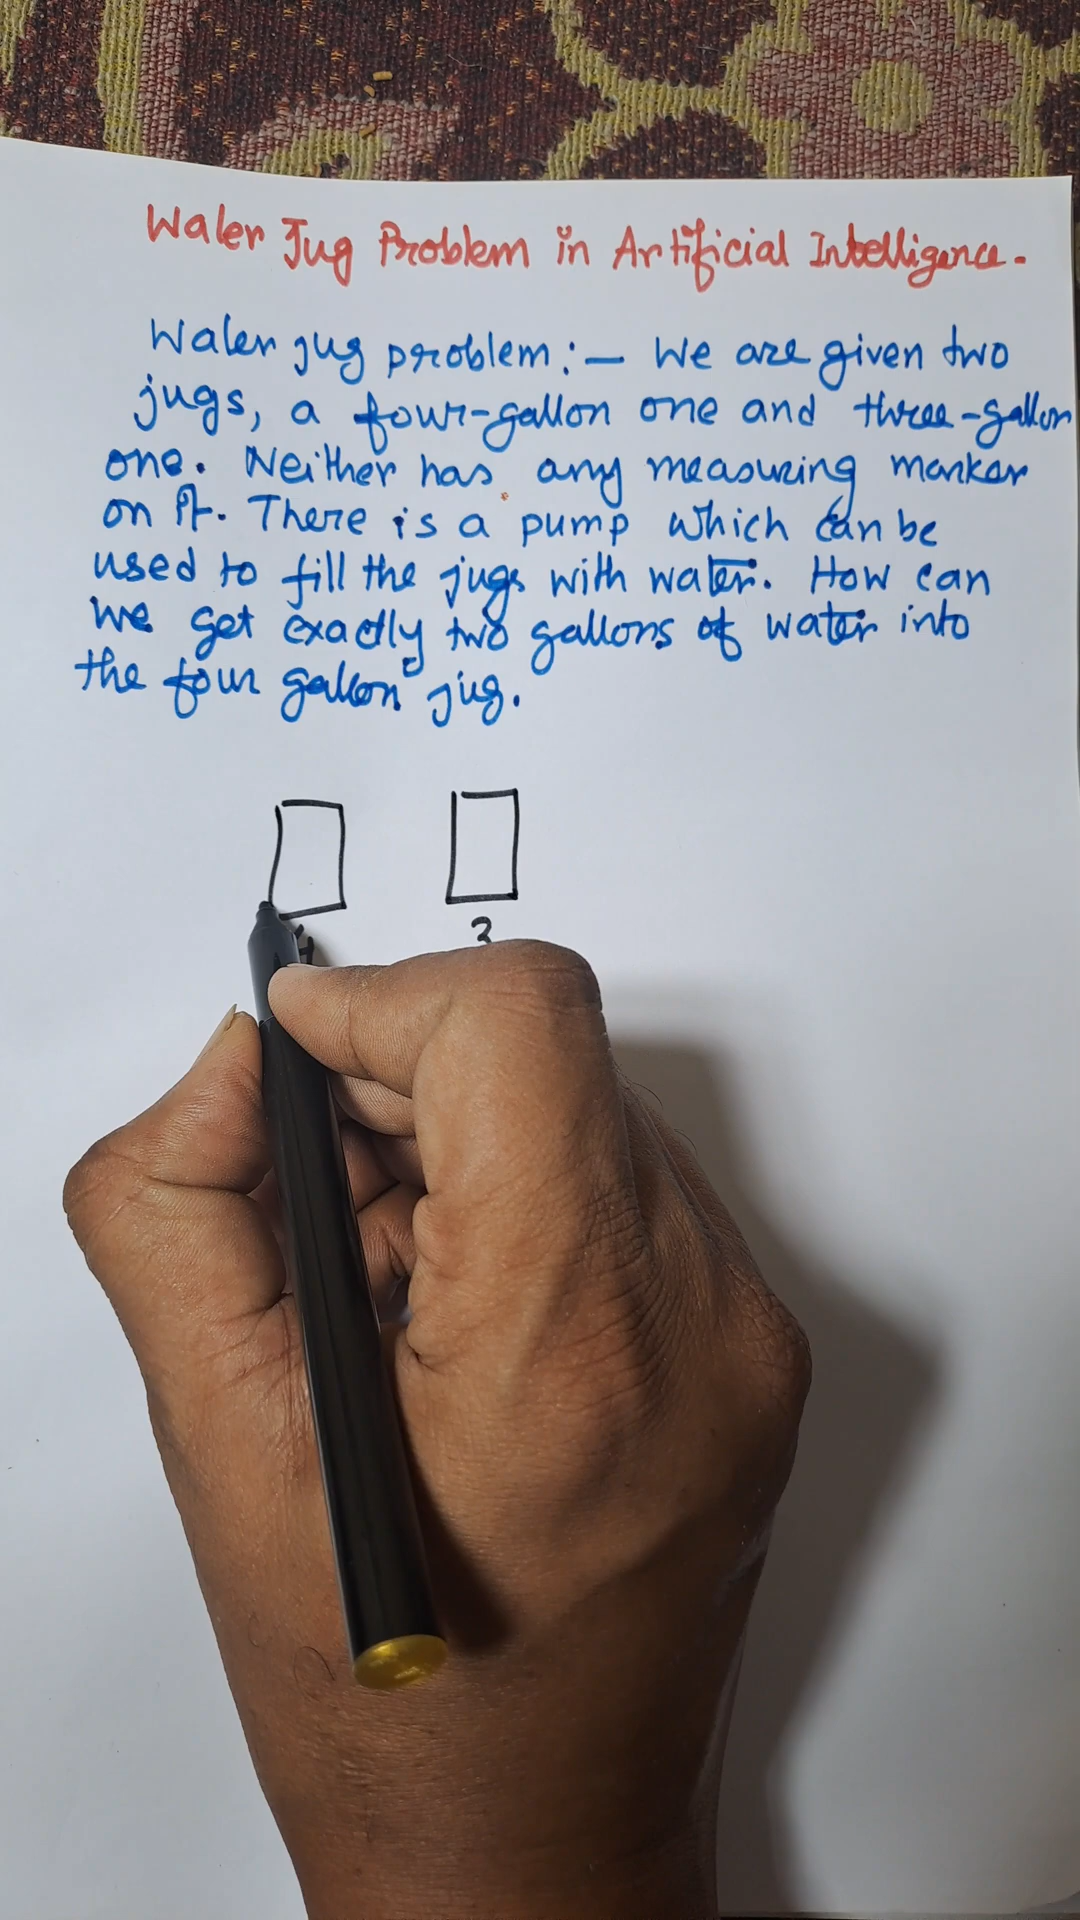 Waler Jug Problem in Artificial Intelligence.
Waler jug problem:- We are given two
jugs, a four-gallon one and three-gallon
one. Neither has any measuring marker
on it. There is a pump which can be
used to fill the jugs with water. How can
we get exactly two gallons of water into
the four gallon jug.
4 3